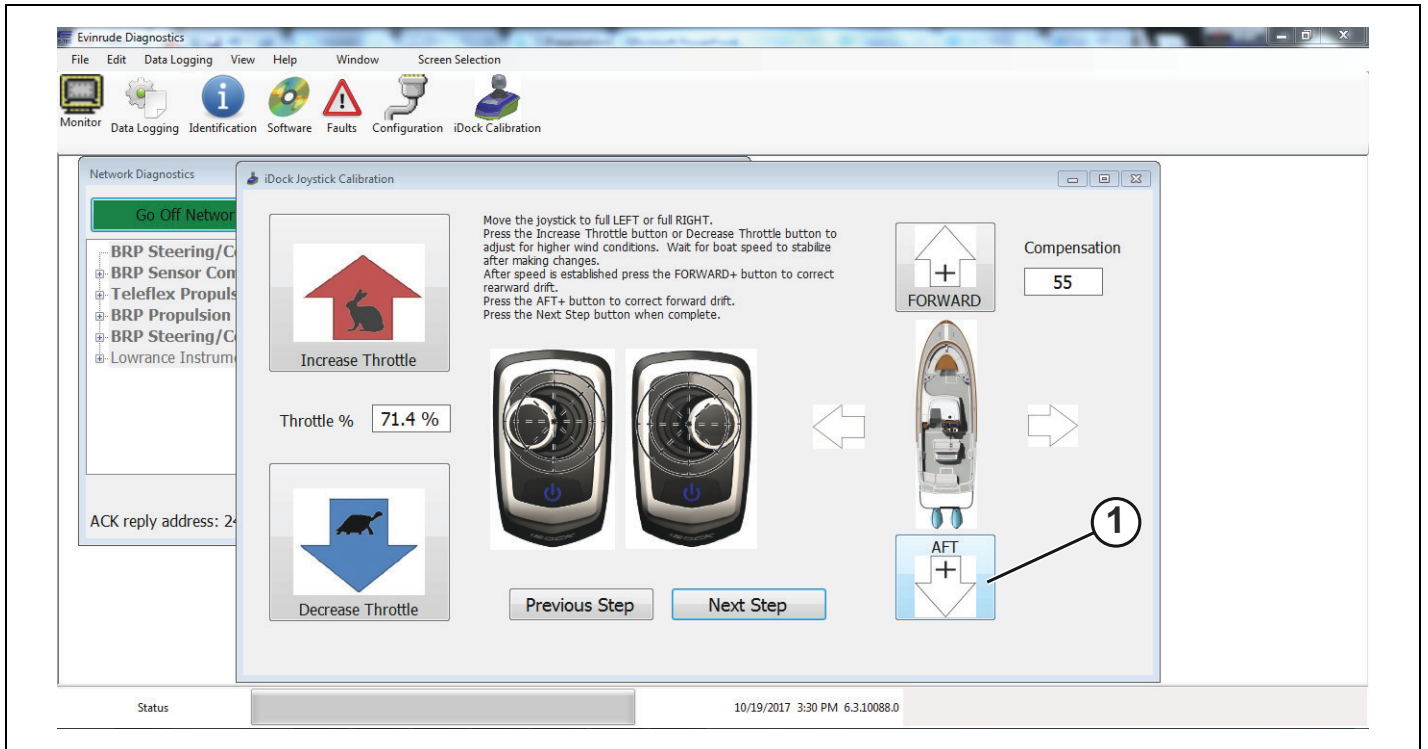 Evinrude Diagnostics
File Edit Data Logging View Help Window Screen Selection
Monitor Data Logging Identification Software Faults Configuration iDock Calibration
Network Diagnostics
Go Off Networ
BRP Steering/C
BRP Sensor Con
Teleflex Propuls
BRP Propulsion
BRP Steering/C
Lowrance Instrum
ACK reply address: 24
iDock Joystick Calibration
Increase Throttle
Throttle % 71.4 %
Decrease Throttle
Move the joystick to full LEFT or full RIGHT.
Press the Increase Throttle button or Decrease Throttle button to
adjust for higher wind conditions. Wait for boat speed to stabilize
after making changes.
After speed is established press the FORWARD+ button to correct
rearward drift.
Press the AFT+ button to correct forward drift.
Press the Next Step button when complete.
Previous Step Next Step
+
FORWARD
Compensation
55
AFT
+
1
Status
10/19/2017 3:30 PM 6.3.10088.0